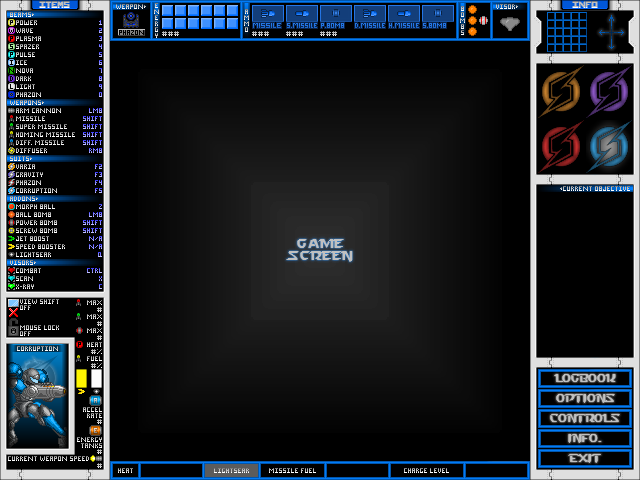 ITEMS
BEAMS
POWER 1
WAVE 2
PLASMA 3
SPAZER 4
PULSE 5
ICE 6
NOVA 7
DARK 8
LIGHT 9
PHAZON 0
WEAPONS
ARM CANNON LMB
MISSILE SHIFT
SUPER MISSILE SHIFT
HOMING MISSILE SHIFT
DIFF. MISSILE SHIFT
DIFFUSER RMB
SUITS
VARIA F2
GRAVITY F3
PHAZON F4
CORRUPTION F5
ADDONS
MORPH BALL Z
BALL BOMB LMB
POWER BOMB SHIFT
SCREW BOMB SHIFT
JET BOOST N/A
SPEED BOOSTER N/A
LIGHTSEAR Q
VISORS
COMBAT CTRL
SCAN X
X-RAY C
VIEW SHIFT
OFF
MOUSE LOCK
OFF
MAX
#
MAX
#
MAX
#
HEAT
#/.
FUEL
#/.
CORRUPTION
ACCEL
RATE
#
ENERGY
TANKS
#
CURRENT WEAPON SPEED
#
WEAPON
PHAZON
ENERGY
###
AMMO
MISSILE S.MISSILE P.BOMB D.MISSILE H.MISSILE S.BOMB
### ### ###
BOMBS
VISOR
GAME
SCREEN
HEAT LIGHTSEAR MISSILE FUEL CHARGE LEVEL
INFO
CURRENT OBJECTIVE
LOGBOOK
OPTIONS
CONTROLS
INFO.
EXIT